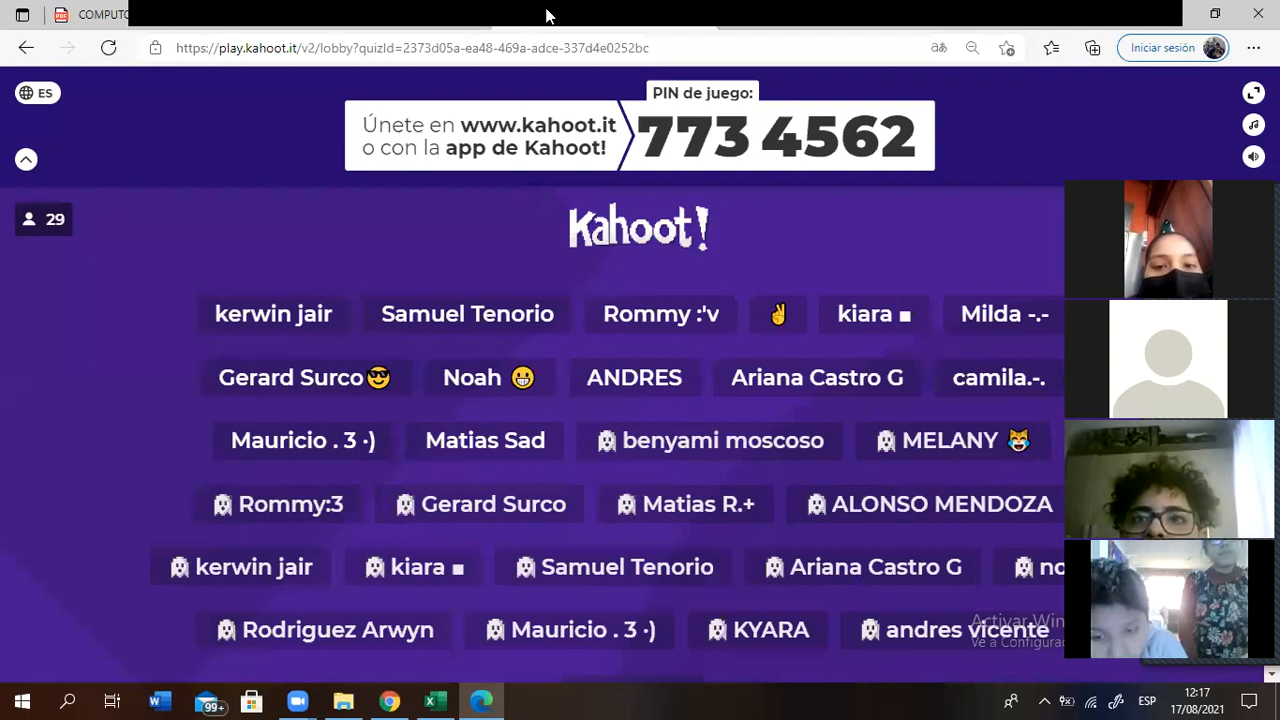 COMPUTO
https://play.kahoot.it/v2/lobby?quizId=2373d05a-ea48-469a-adce-337d4e0252bc
Iniciar sesión
ES
PIN de juego:
Únete en www.kahoot.it
o con la app de Kahoot!
773 4562
29
Kahoot!
kerwin jair Samuel Tenorio Rommy :'v ✌ kiara ■ Milda -.-
Gerard Surco😎 Noah 😀 ANDRES Ariana Castro G camila.-.
Mauricio . 3 ·) Matias Sad benyami moscoso MELANY 😹
Rommy:3 Gerard Surco Matias R.+ ALONSO MENDOZA
kerwin jair kiara ■ Samuel Tenorio Ariana Castro G no
Rodriguez Arwyn Mauricio . 3 ·) KYARA andres vicente
Activar Win
Ve a Configura
99+
ESP
12:17
17/08/2021